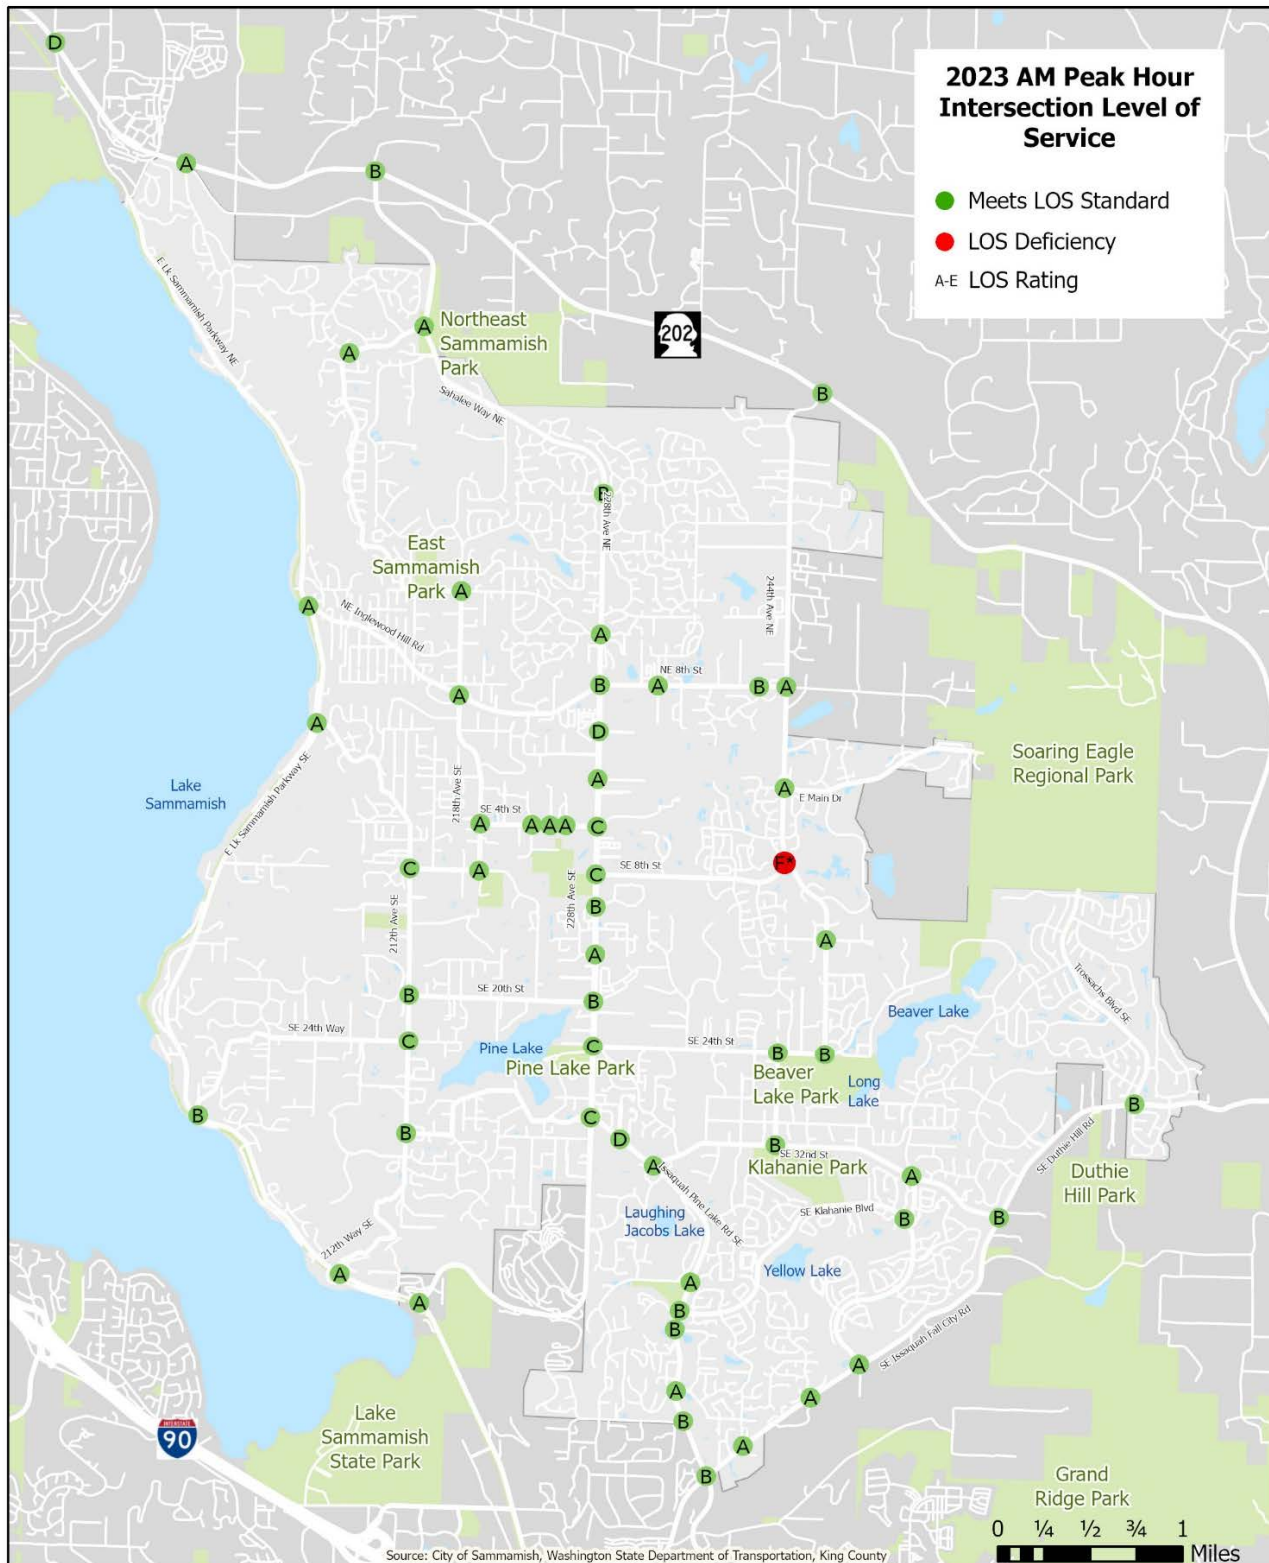 2023 AM Peak Hour
Intersection Level of
Service
Meets LOS Standard
LOS Deficiency
A-E LOS Rating
D
A
B
E Lk Sammamish Parkway NE
202
A
Northeast
Sammamish
Park
A
Sahalee Way NE
B
228th Ave NE
East
Sammamish
Park
A
244th Ave NE
A
NE Inglewood Hill Rd
A
NE 8th St
A
B
A
B
A
A
D
Lake
Sammamish
E Lk Sammamish Parkway SE
A
Soaring Eagle
Regional Park
A
E Main Dr
218th Ave SE
SE 4th St
A
A
A
A
C
C
A
C
SE 8th St
212th Ave SE
228th Ave SE
B
A
A
B
SE 20th St
B
Trossachs Blvd SE
Beaver Lake
SE 24th Way
C
Pine Lake
C
SE 24th St
B
B
Pine Lake Park
Beaver
Lake Park
Long
Lake
B
B
C
B
D
B
SE 32nd St
SE Duthie Hill Rd
A
Issaquah Pine Lake Rd SE
Klahanie Park
A
Duthie
Hill Park
SE Klahanie Blvd
B
B
Laughing
Jacobs Lake
212th Way SE
Yellow Lake
A
A
A
B
B
SE Issaquah Fall City Rd
A
A
A
B
A
B
Lake
Sammamish
State Park
INTERSTATE
90
Grand
Ridge Park
0 ¼ ½ ¾ 1
Miles
Source: City of Sammamish, Washington State Department of Transportation, King County